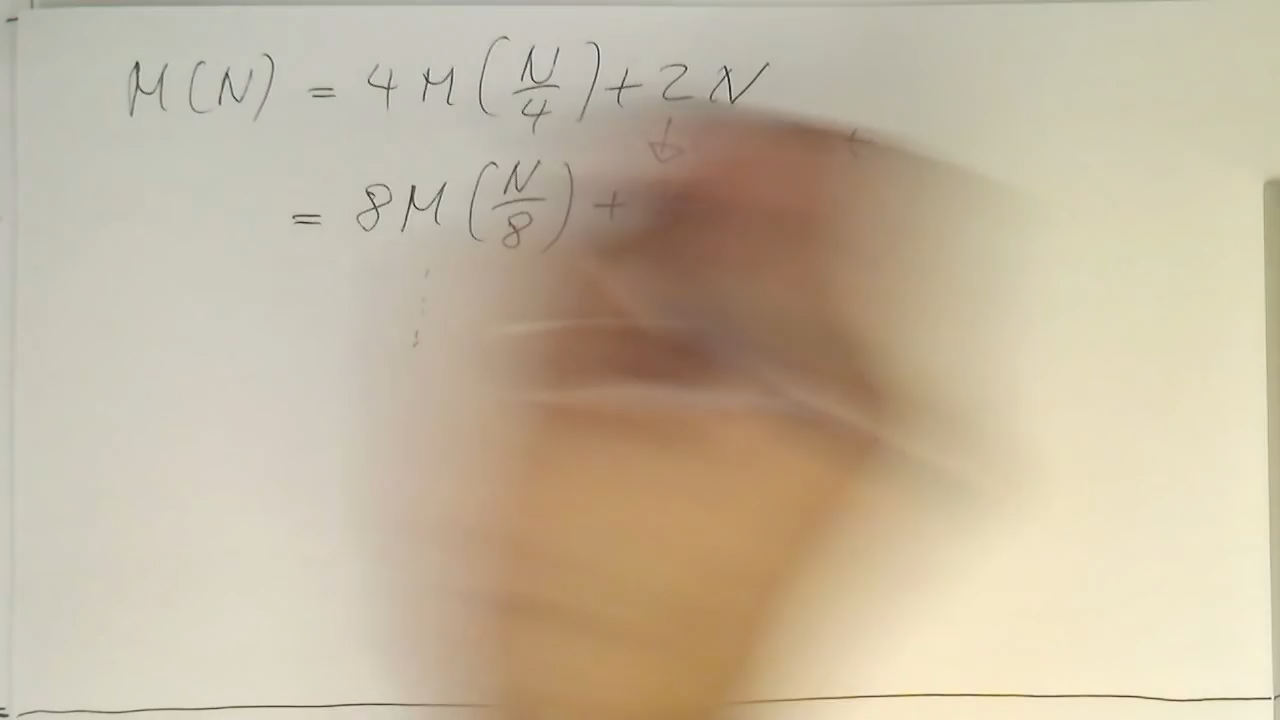 M(N) = 4M(N/4) + 2N
= 8M(N/8) +